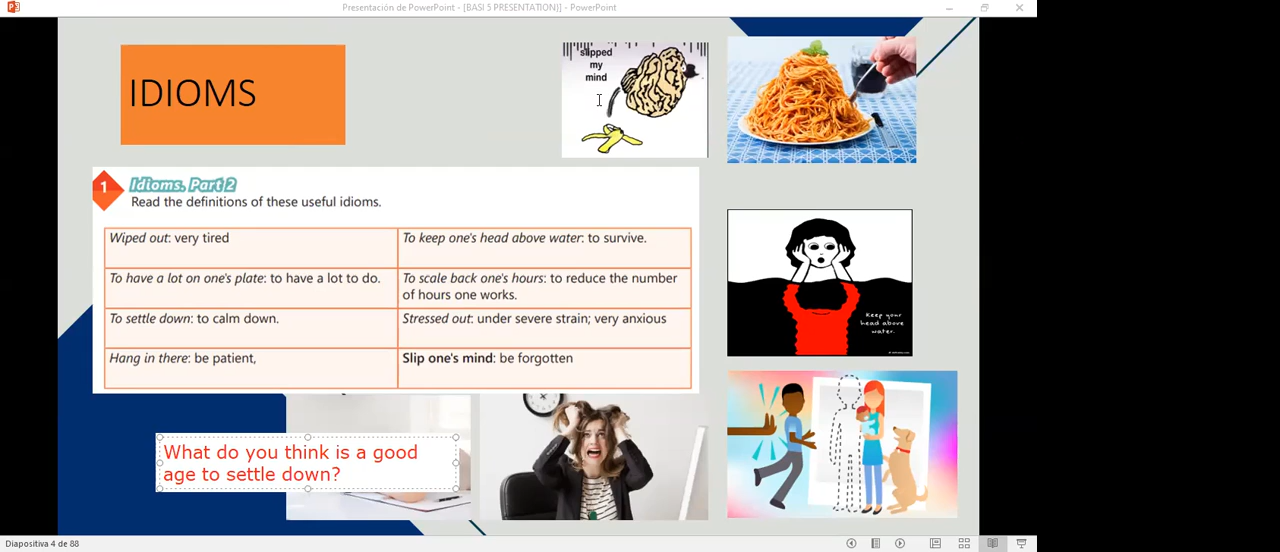 Presentación de PowerPoint - [BASI 5 PRESENTATION)] - PowerPoint
IDIOMS
slipped
my
mind
1
Idioms. Part 2
Read the definitions of these useful idioms.
Wiped out: very tired
To keep one's head above water: to survive.
To have a lot on one's plate: to have a lot to do.
To scale back one's hours: to reduce the number
of hours one works.
To settle down: to calm down.
Stressed out: under severe strain; very anxious
Hang in there: be patient,
Slip one's mind: be forgotten
Keep your
head above
water.
What do you think is a good
age to settle down?
Diapositiva 4 de 88